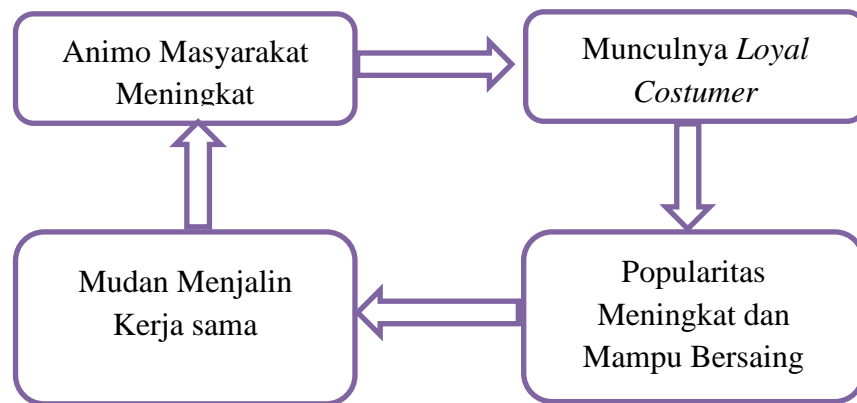 Animo Masyarakat
Meningkat
Munculnya Loyal
Costumer
Mudan Menjalin
Kerja sama
Popularitas
Meningkat dan
Mampu Bersaing